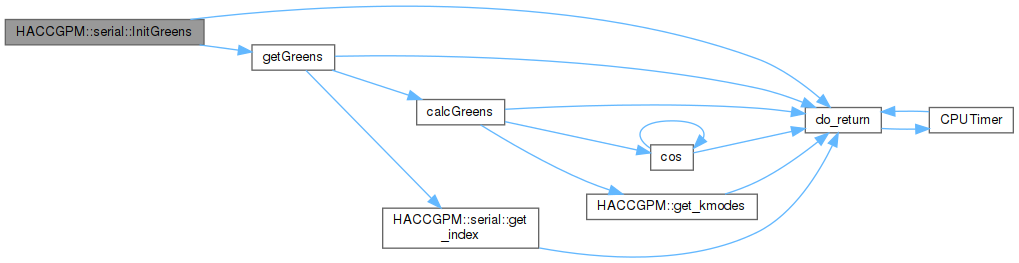 HACCGPM::serial::InitGreens
getGreens
calcGreens
do_return
CPUTimer
cos
HACCGPM::get_kmodes
HACCGPM::serial::get
_index